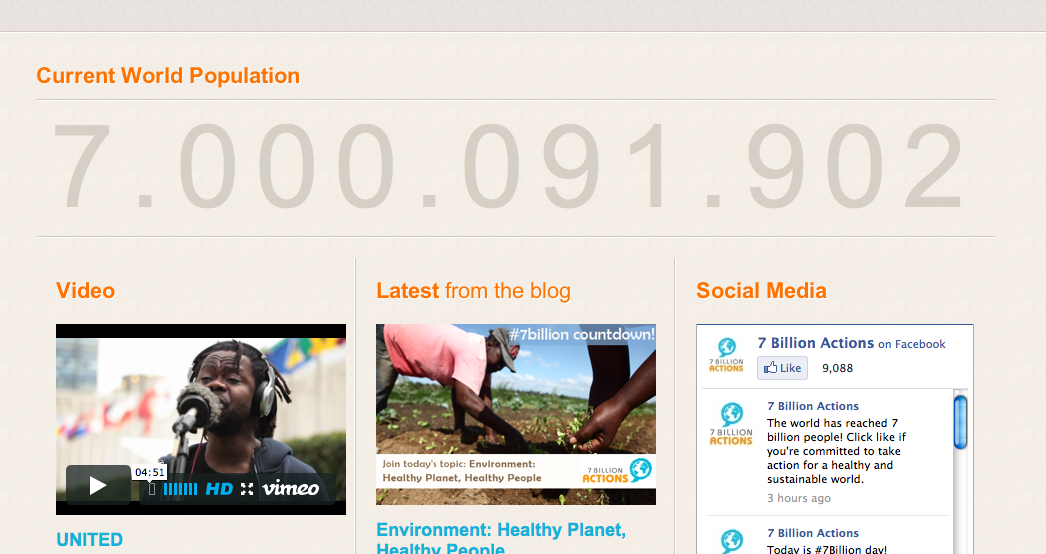 Current World Population
7.000.091.902
Video
04:51
HD
vimeo
UNITED
Latest from the blog
#7billion countdown!
Join today's topic: Environment:
Healthy Planet, Healthy People
7 BILLION
ACTIONS
Environment: Healthy Planet,
Healthy People
Social Media
7 BILLION
ACTIONS
7 Billion Actions on Facebook
Like
9,088
7 BILLION
ACTIONS
7 Billion Actions
The world has reached 7
billion people! Click like if
you're committed to take
action for a healthy and
sustainable world.
3 hours ago
7 Billion Actions
Today is #7Billion day!